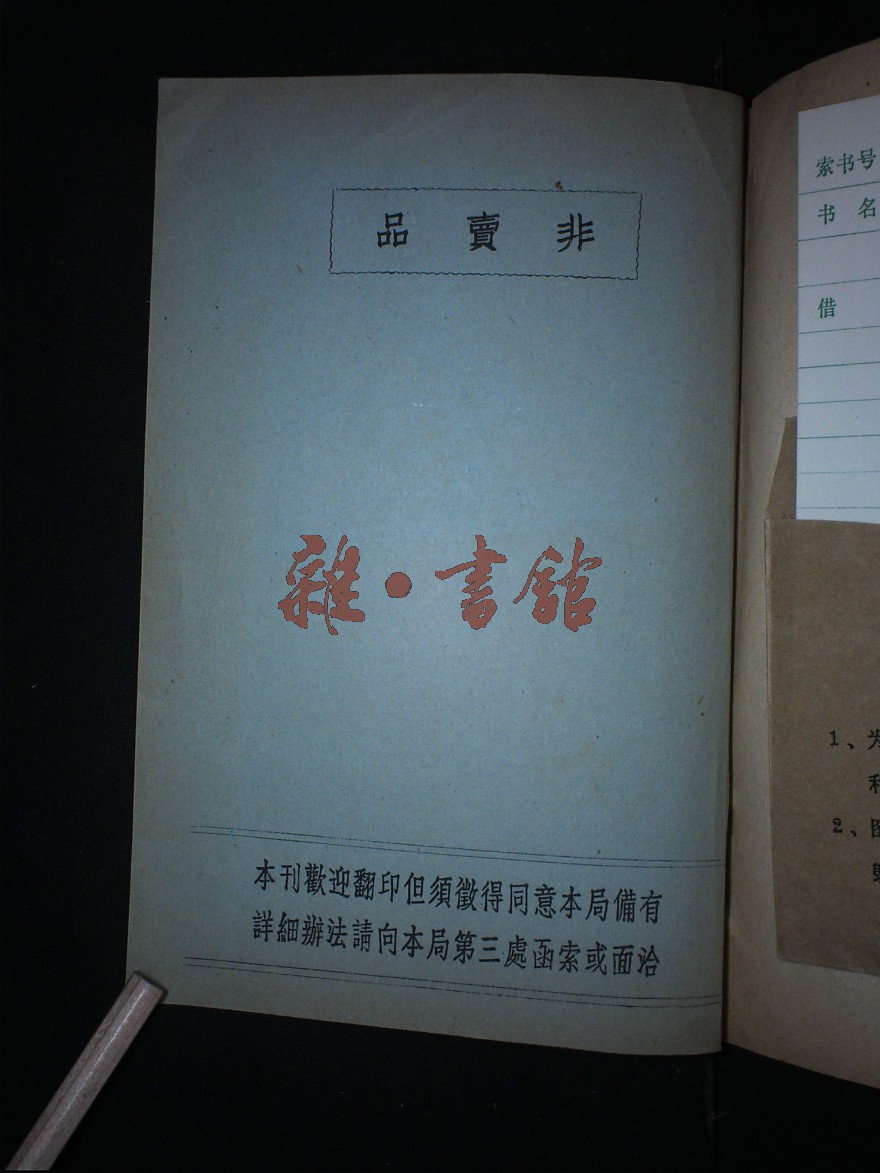 非賣品
雜·書館
本刊歡迎翻印但須徵得同意本局備有
詳細辦法請向本局第三處函索或面洽
索书号
书 名
借
1、为
2、图